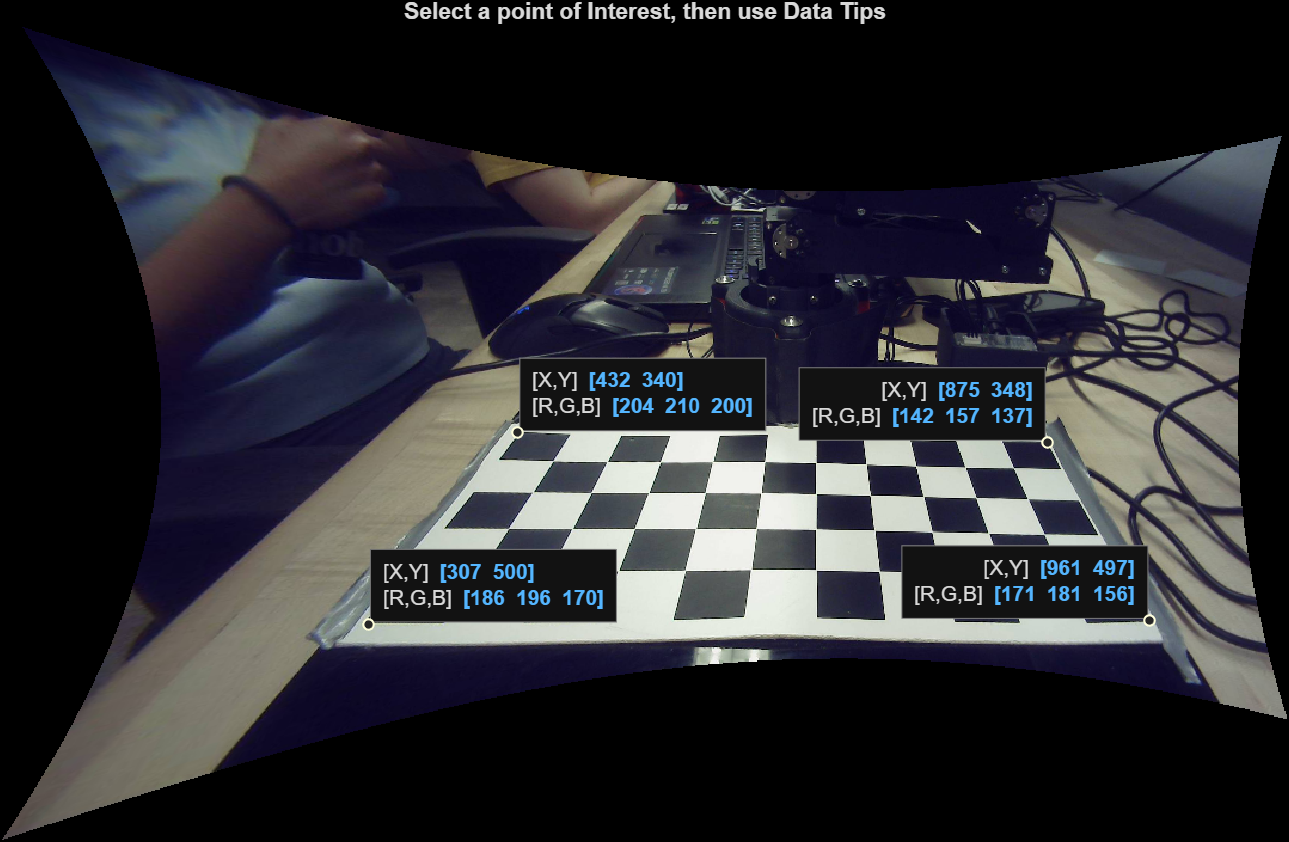 Select a point of Interest, then use Data Tips
[X,Y] [432 340]
[R,G,B] [204 210 200]
[X,Y] [875 348]
[R,G,B] [142 157 137]
[X,Y] [307 500]
[R,G,B] [186 196 170]
[X,Y] [961 497]
[R,G,B] [171 181 156]